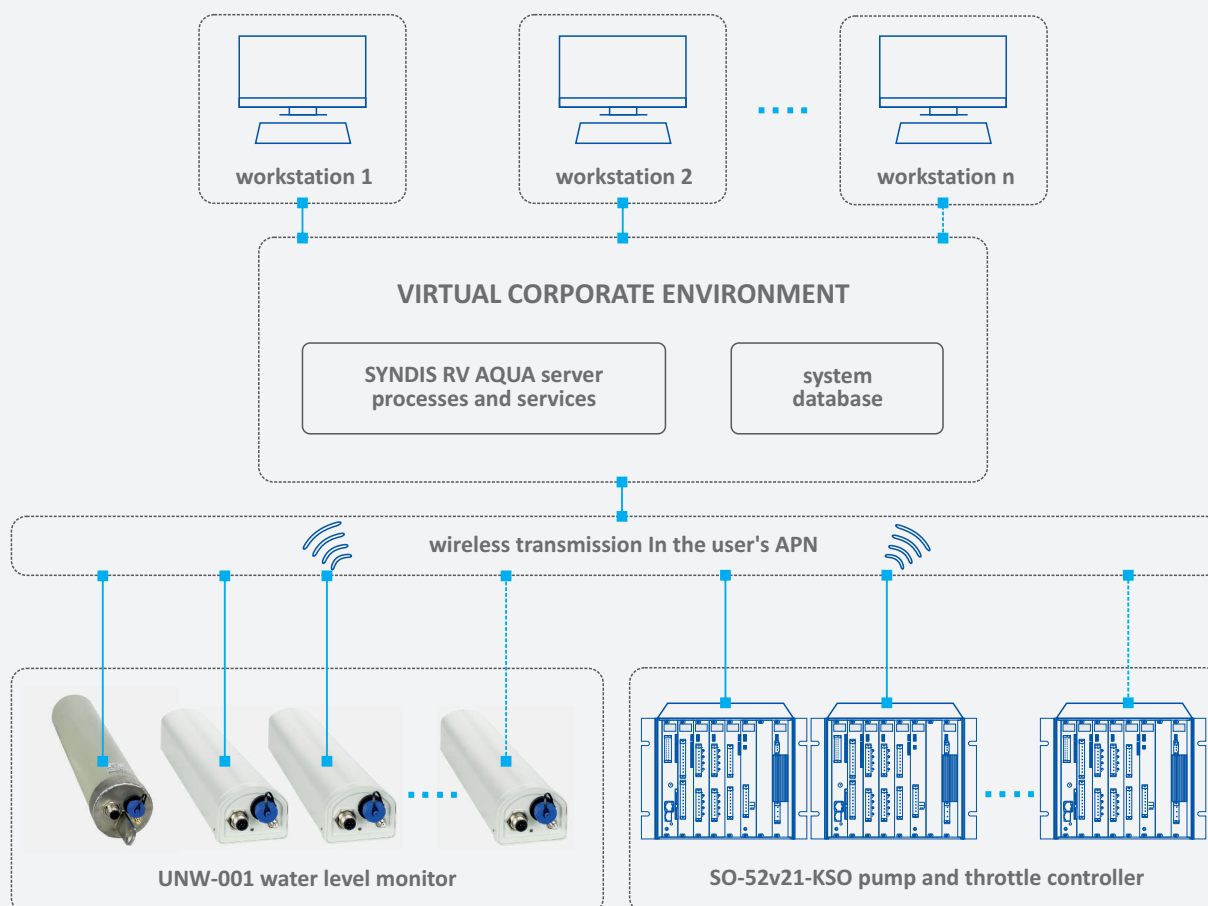 workstation 1
workstation 2
workstation n
VIRTUAL CORPORATE ENVIRONMENT
SYNDIS RV AQUA server
processes and services
system
database
wireless transmission In the user's APN
UNW-001 water level monitor
SO-52v21-KSO pump and throttle controller